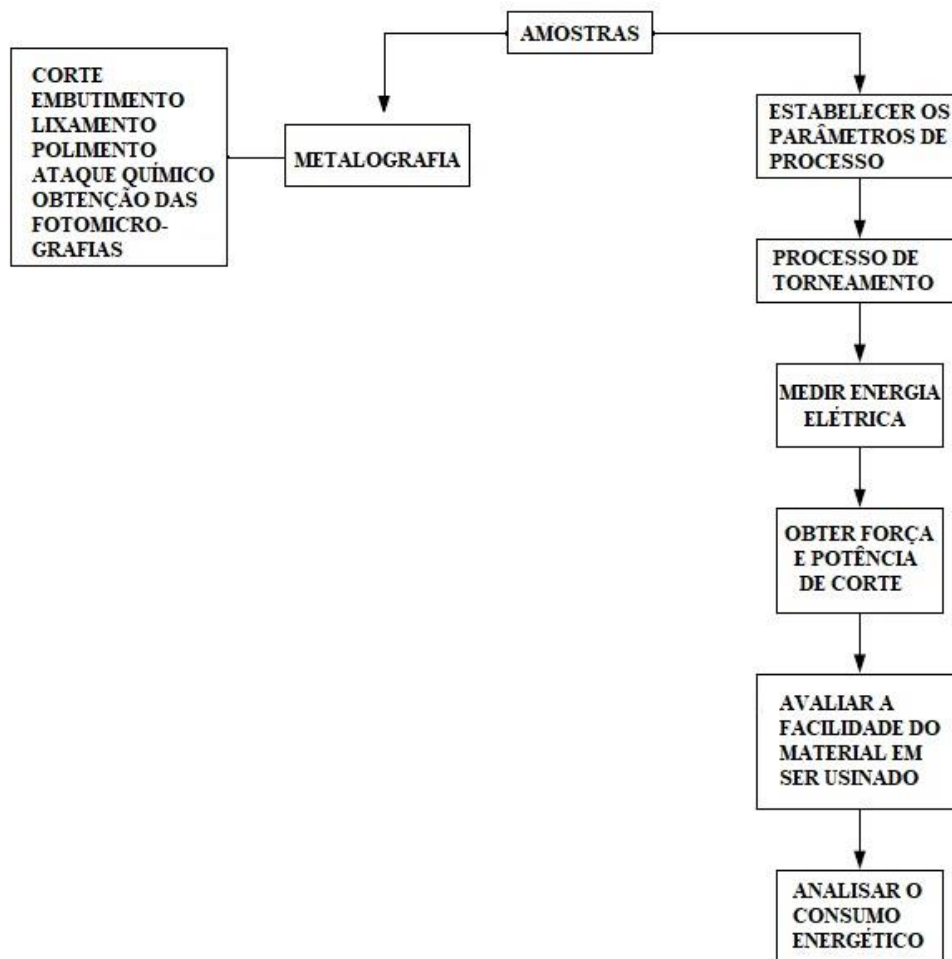 AMOSTRAS
CORTE
EMBUTIMENTO
LIXAMENTO
POLIMENTO
ATAQUE QUÍMICO
OBTENÇÃO DAS
FOTOMICRO-
GRAFIAS
METALOGRAFIA
ESTABELECER OS
PARÂMETROS DE
PROCESSO
PROCESSO DE
TORNEAMENTO
MEDIR ENERGIA
ELÉTRICA
OBTER FORÇA
E POTÊNCIA
DE CORTE
AVALIAR A
FACILIDADE DO
MATERIAL EM
SER USINADO
ANALISAR O
CONSUMO
ENERGÉTICO